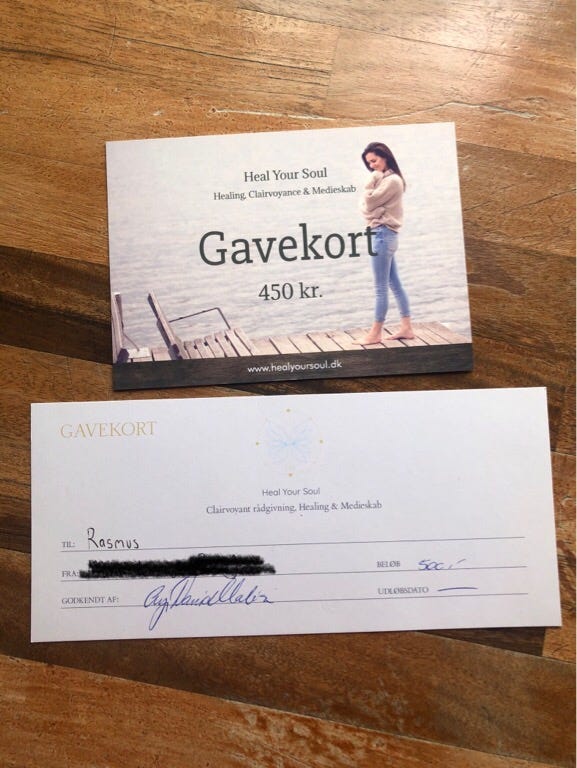 Heal Your Soul
Healing, Clairvoyance & Medieskab
Gavekort
450 kr.
www.healyoursoul.dk
GAVEKORT
Heal Your Soul
Clairvoyant rådgivning, Healing & Medieskab
TIL: Rasmus
FRA:
BELØB 500,-
GODKENDT AF:
UDLØBSDATO —